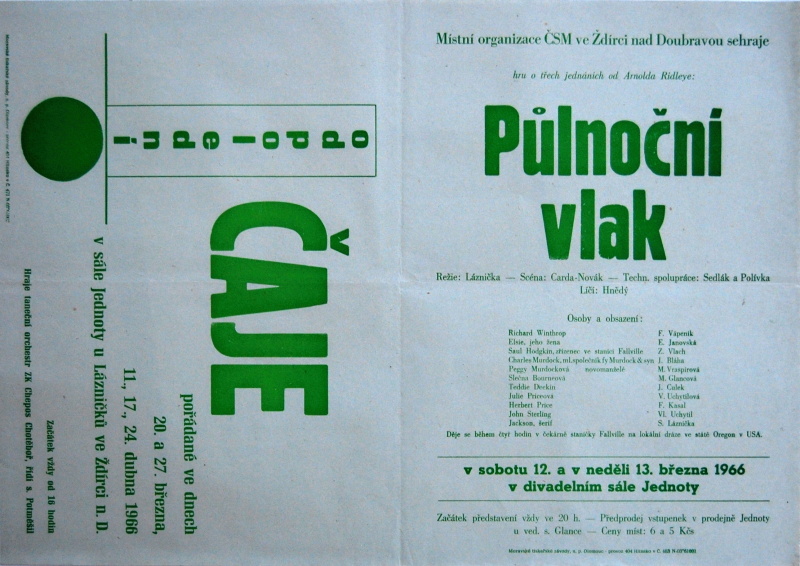 Místní organizace ČSM ve Ždírci nad Doubravou sehraje
hru o třech jednáních od Arnolda Ridleye:
Půlnoční
vlak
Režie: Láznička — Scéna: Carda-Novák — Techn. spolupráce: Sedlák a Polívka
Líčí: Hnědý
Osoby a obsazení:
Richard Winthrop F. Vápeník
Elsie, jeho žena E. Janovská
Saul Hodgkin, zřízenec ve stanici Fallville Z. Vlach
Charles Murdock, ml. společník fy Murdock & syn J. Bláha
Peggy Murdocková novomanželé M. Vraspírová
Slečna Bourneová M. Glancová
Teddie Deckin J. Culek
Julie Priceová V. Uchytilová
Herbert Price F. Kusal
John Sterling Vl. Uchytil
Jackson, šerif S. Láznička
Děje se během čtyř hodin v čekárně staničky Fallville na lokální dráze ve státě Oregon v USA.
v sobotu 12. a v neděli 13. března 1966
v divadelním sále Jednoty
Začátek představení vždy ve 20 h. — Předprodej vstupenek v prodejně Jednoty
u ved. s. Glance — Ceny míst: 6 a 5 Kčs
odpolední
ČAJE
pořádané ve dnech
20. a 27. března,
11., 17., 24. dubna 1966
v sále Jednoty u Lázničků ve Ždírci n. D.
Začátek vždy od 16 hodin
Hraje taneční orchestr ZK Chepos Chotěboř, řídí s. Potměšil